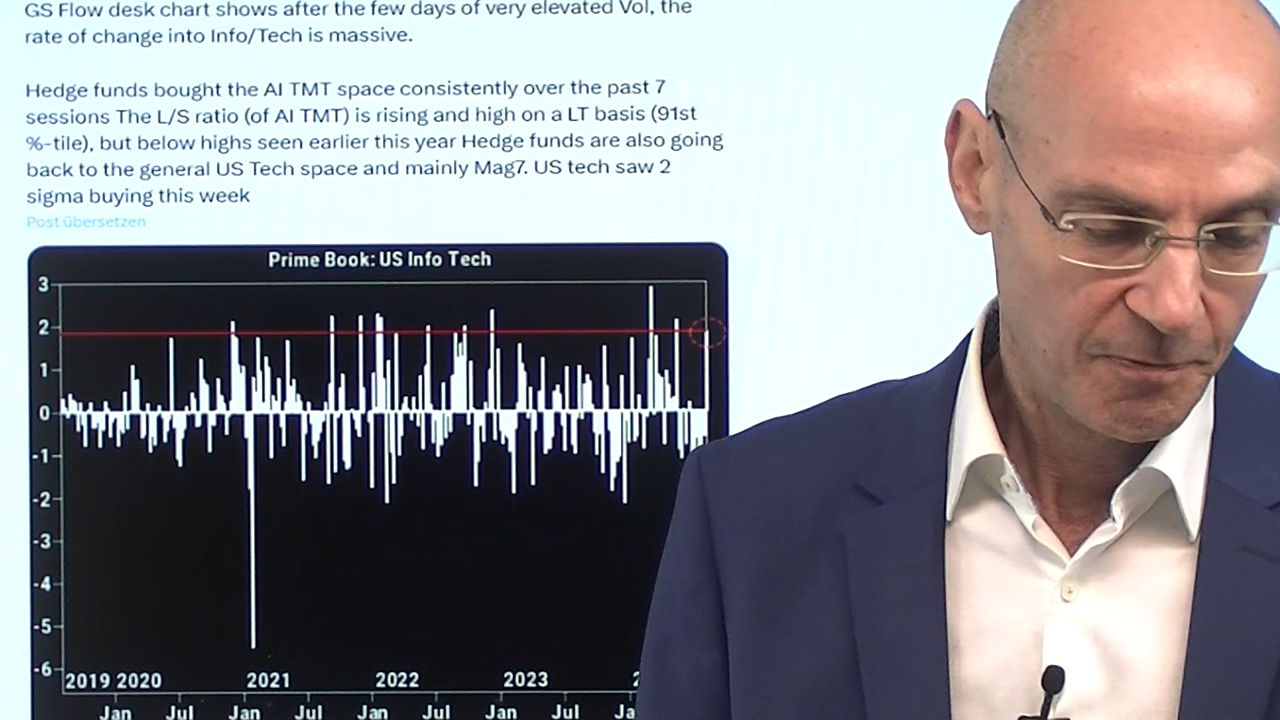 GS Flow desk chart shows after the few days of very elevated Vol, the
rate of change into Info/Tech is massive.
Hedge funds bought the AI TMT space consistently over the past 7
sessions The L/S ratio (of AI TMT) is rising and high on a LT basis (91st
%-tile), but below highs seen earlier this year Hedge funds are also going
back to the general US Tech space and mainly Mag7. US tech saw 2
sigma buying this week
Post übersetzen
Prime Book: US Info Tech
3
2
1
0
-1
-2
-3
-4
-5
-6
2019 2020 2021 2022 2023
Jan Jul Jan Jul Jan Jul Jan Jul